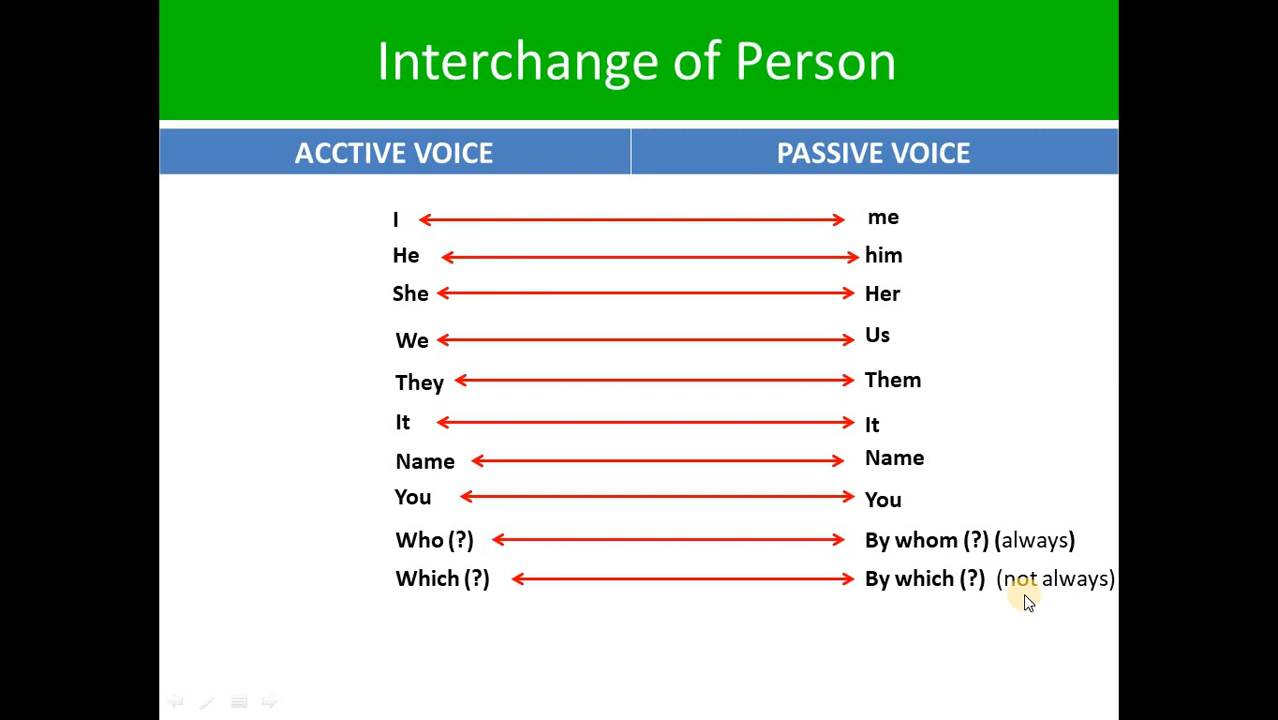 Interchange of Person
ACCTIVE VOICE PASSIVE VOICE
I me
He him
She Her
We Us
They Them
It It
Name Name
You You
Who (?) By whom (?) (always)
Which (?) By which (?) (not always)